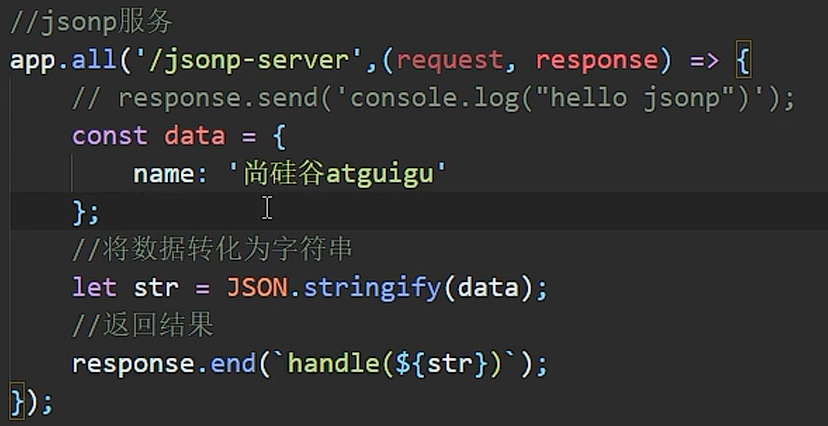 //jsonp服务
app.all('/jsonp-server',(request, response) => {
    // response.send('console.log("hello jsonp")');
    const data = {
        name: '尚硅谷atguigu'
    };
    //将数据转化为字符串
    let str = JSON.stringify(data);
    //返回结果
    response.end(`handle(${str})`);
});